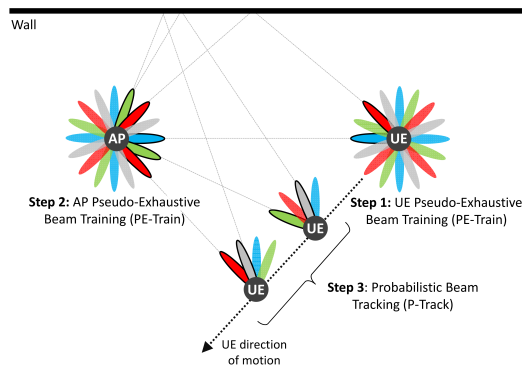 Wall
AP
UE
Step 2: AP Pseudo-Exhaustive
Beam Training (PE-Train)
Step 1: UE Pseudo-Exhaustive
Beam Training (PE-Train)
UE
UE
Step 3: Probabilistic Beam
Tracking (P-Track)
UE direction
of motion